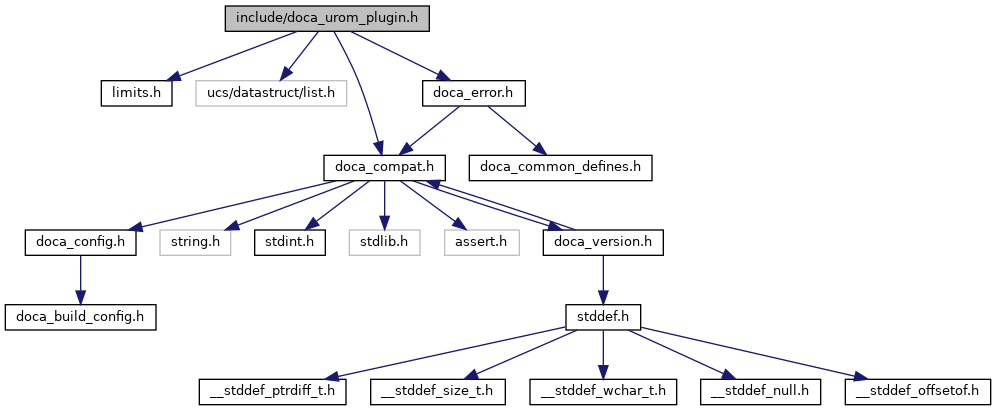 include/doca_urom_plugin.h
limits.h
ucs/datastruct/list.h
doca_error.h
doca_compat.h
doca_common_defines.h
doca_config.h
string.h
stdint.h
stdlib.h
assert.h
doca_version.h
doca_build_config.h
stddef.h
__stddef_ptrdiff_t.h
__stddef_size_t.h
__stddef_wchar_t.h
__stddef_null.h
__stddef_offsetof.h